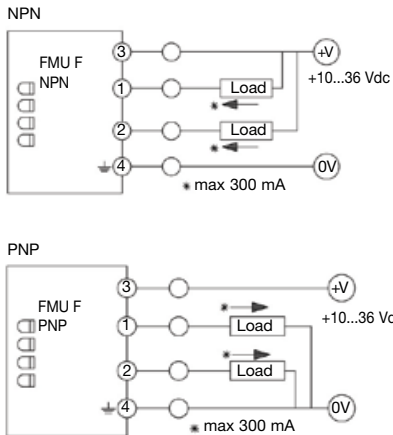 NPN
FMU F
NPN
3
+V
+10...36 Vdc
1
Load
*
2
Load
*
4
0V
* max 300 mA
PNP
FMU F
PNP
3
+V
+10...36 Vd
*
1
Load
*
2
Load
4
0V
* max 300 mA